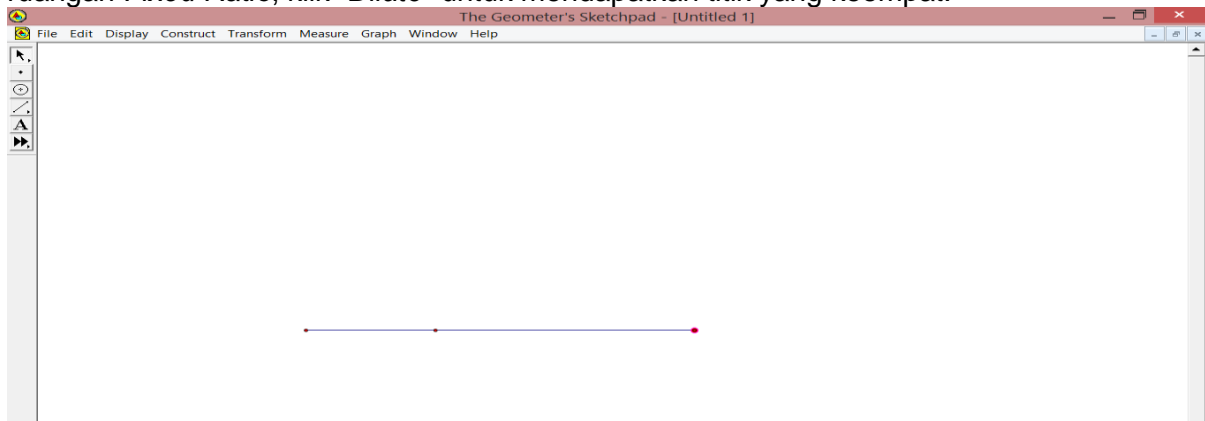 The Geometer's Sketchpad - [Untitled 1]
File Edit Display Construct Transform Measure Graph Window Help
A